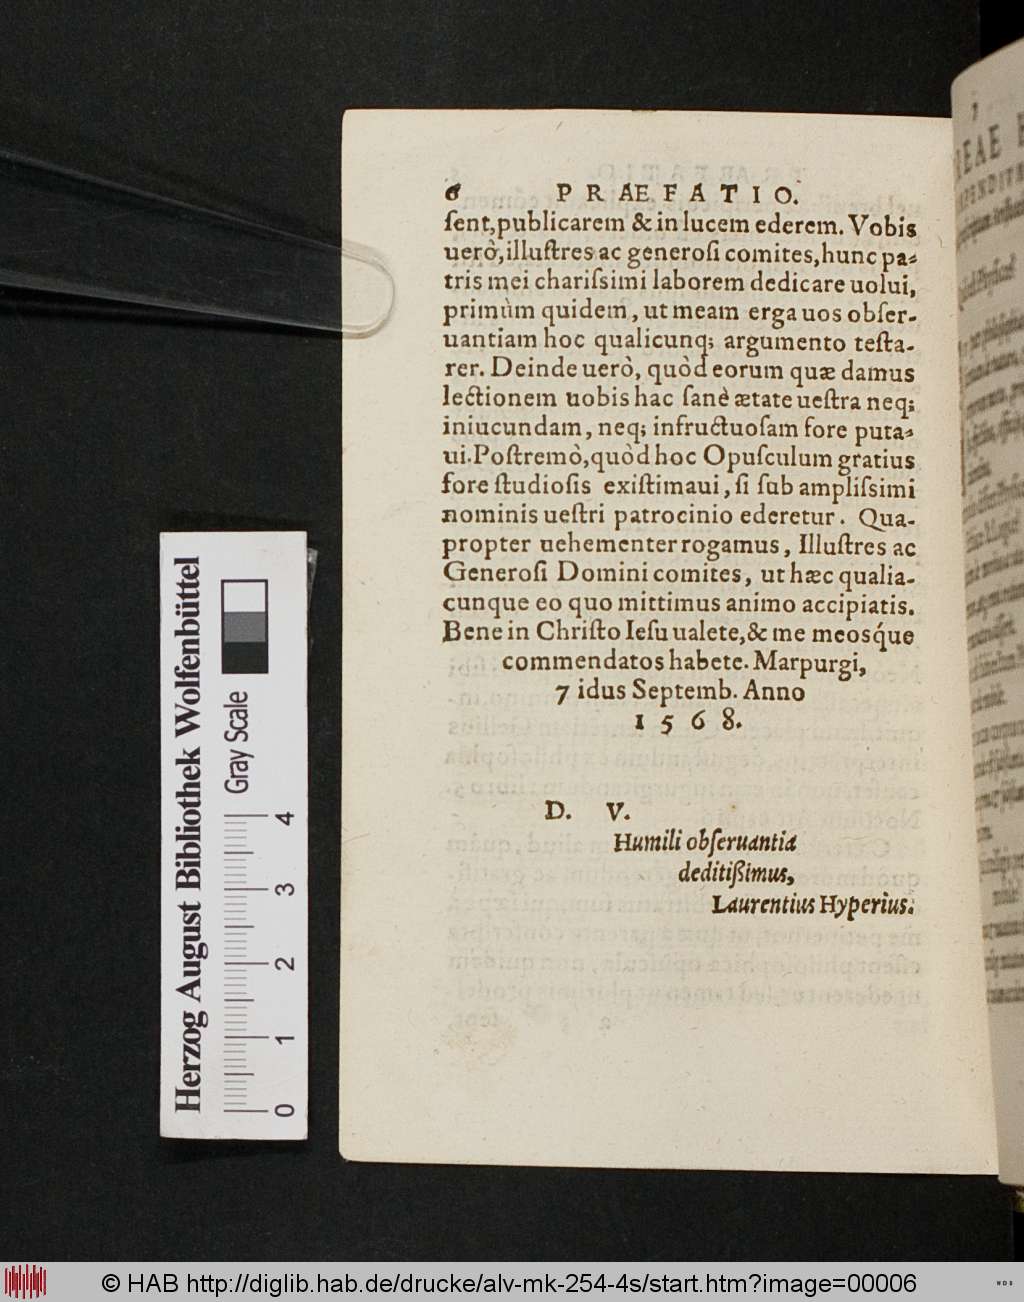 6 PRÆFATIO.
ſent, publicarem & in lucem ederem. Vobis
uerò, illuſtres ac generoſi comites, hunc pa-
tris mei chariſsimi laborem dedicare uolui,
primùm quidem, ut meam erga uos obſer-
uantiam hoc qualicunq; argumento teſta-
rer. Deinde uerò, quòd eorum quæ damus
lectionem uobis hac ſanè ætate ueſtra neq;
iniucundam, neq; infructuoſam fore puta-
ui. Poſtremò, quòd hoc Opuſculum gratius
fore ſtudioſis exiſtimaui, ſi ſub ampliſsimi
nominis ueſtri patrocinio ederetur. Qua-
propter uehementer rogamus, Illuſtres ac
Generoſi Domini comites, ut hæc qualia-
cunque eo quo mittimus animo accipiatis.
Bene in Chriſto Ieſu ualete, & me meosq́ue
commendatos habete. Marpurgi,
7 idus Septemb. Anno
1568.
D. V.
Humili obſeruantia
deditiſsimus,
Laurentius Hyperius.
Herzog August Bibliothek Wolfenbüttel
Gray Scale
0 1 2 3 4
© HAB http://diglib.hab.de/drucke/alv-mk-254-4s/start.htm?image=00006